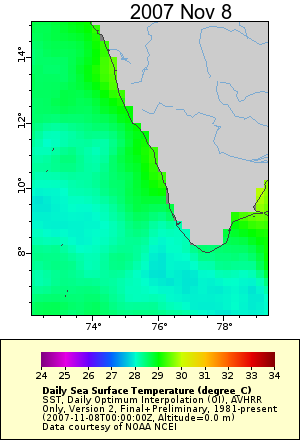 2007 Nov 8
14°
12°
10°
8°
74° 76° 78°
24 25 26 27 28 29 30 31 32 33 34
Daily Sea Surface Temperature (degree_C)
SST, Daily Optimum Interpolation (OI), AVHRR
Only, Version 2, Final+Preliminary, 1981-present
(2007-11-08T00:00:00Z, Altitude=0.0 m)
Data courtesy of NOAA NCEI